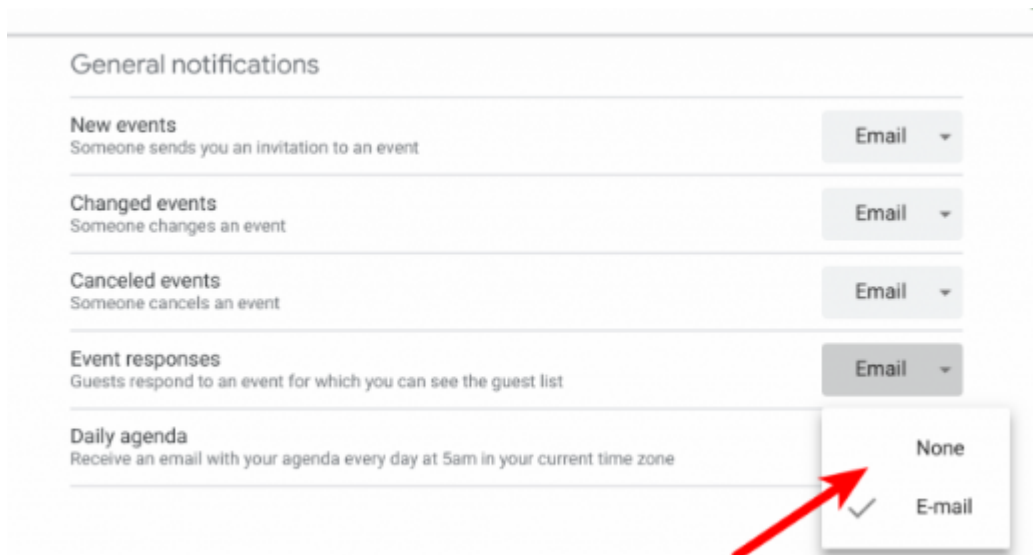 General notifications
New events
Someone sends you an invitation to an event
Email
Changed events
Someone changes an event
Email
Canceled events
Someone cancels an event
Email
Event responses
Guests respond to an event for which you can see the guest list
Email
Daily agenda
Receive an email with your agenda every day at 5am in your current time zone
None
E-mail